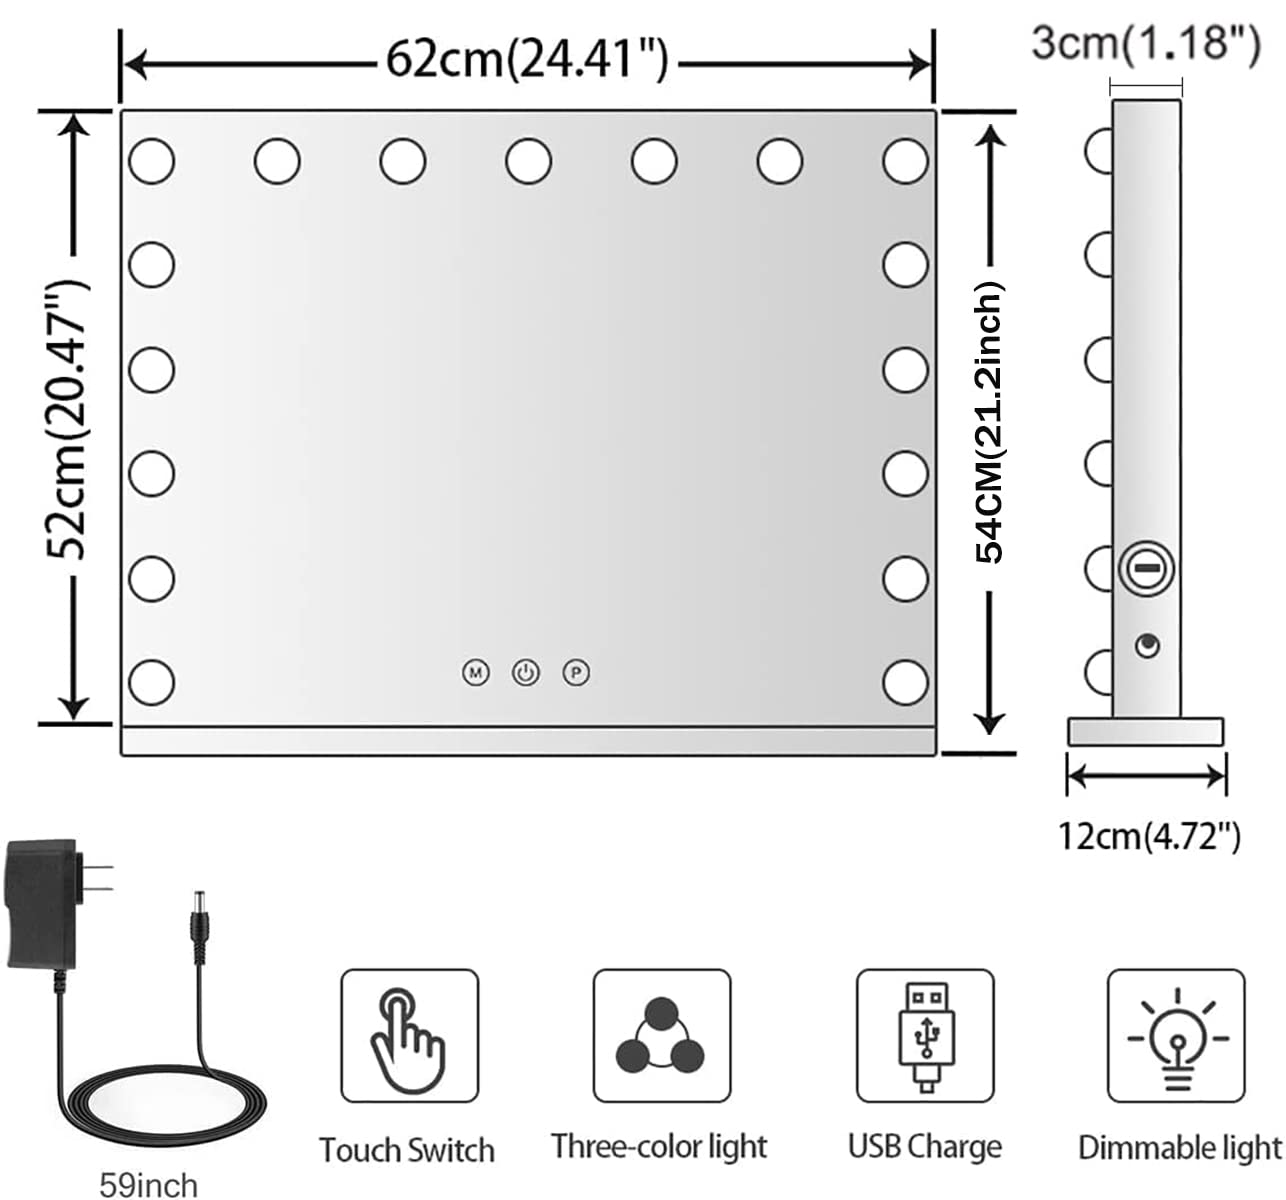 62cm(24.41")
3cm(1.18")
52cm(20.47")
54CM(21.2inch)
M
P
12cm(4.72")
59inch
Touch Switch
Three-color light
USB Charge
Dimmable light